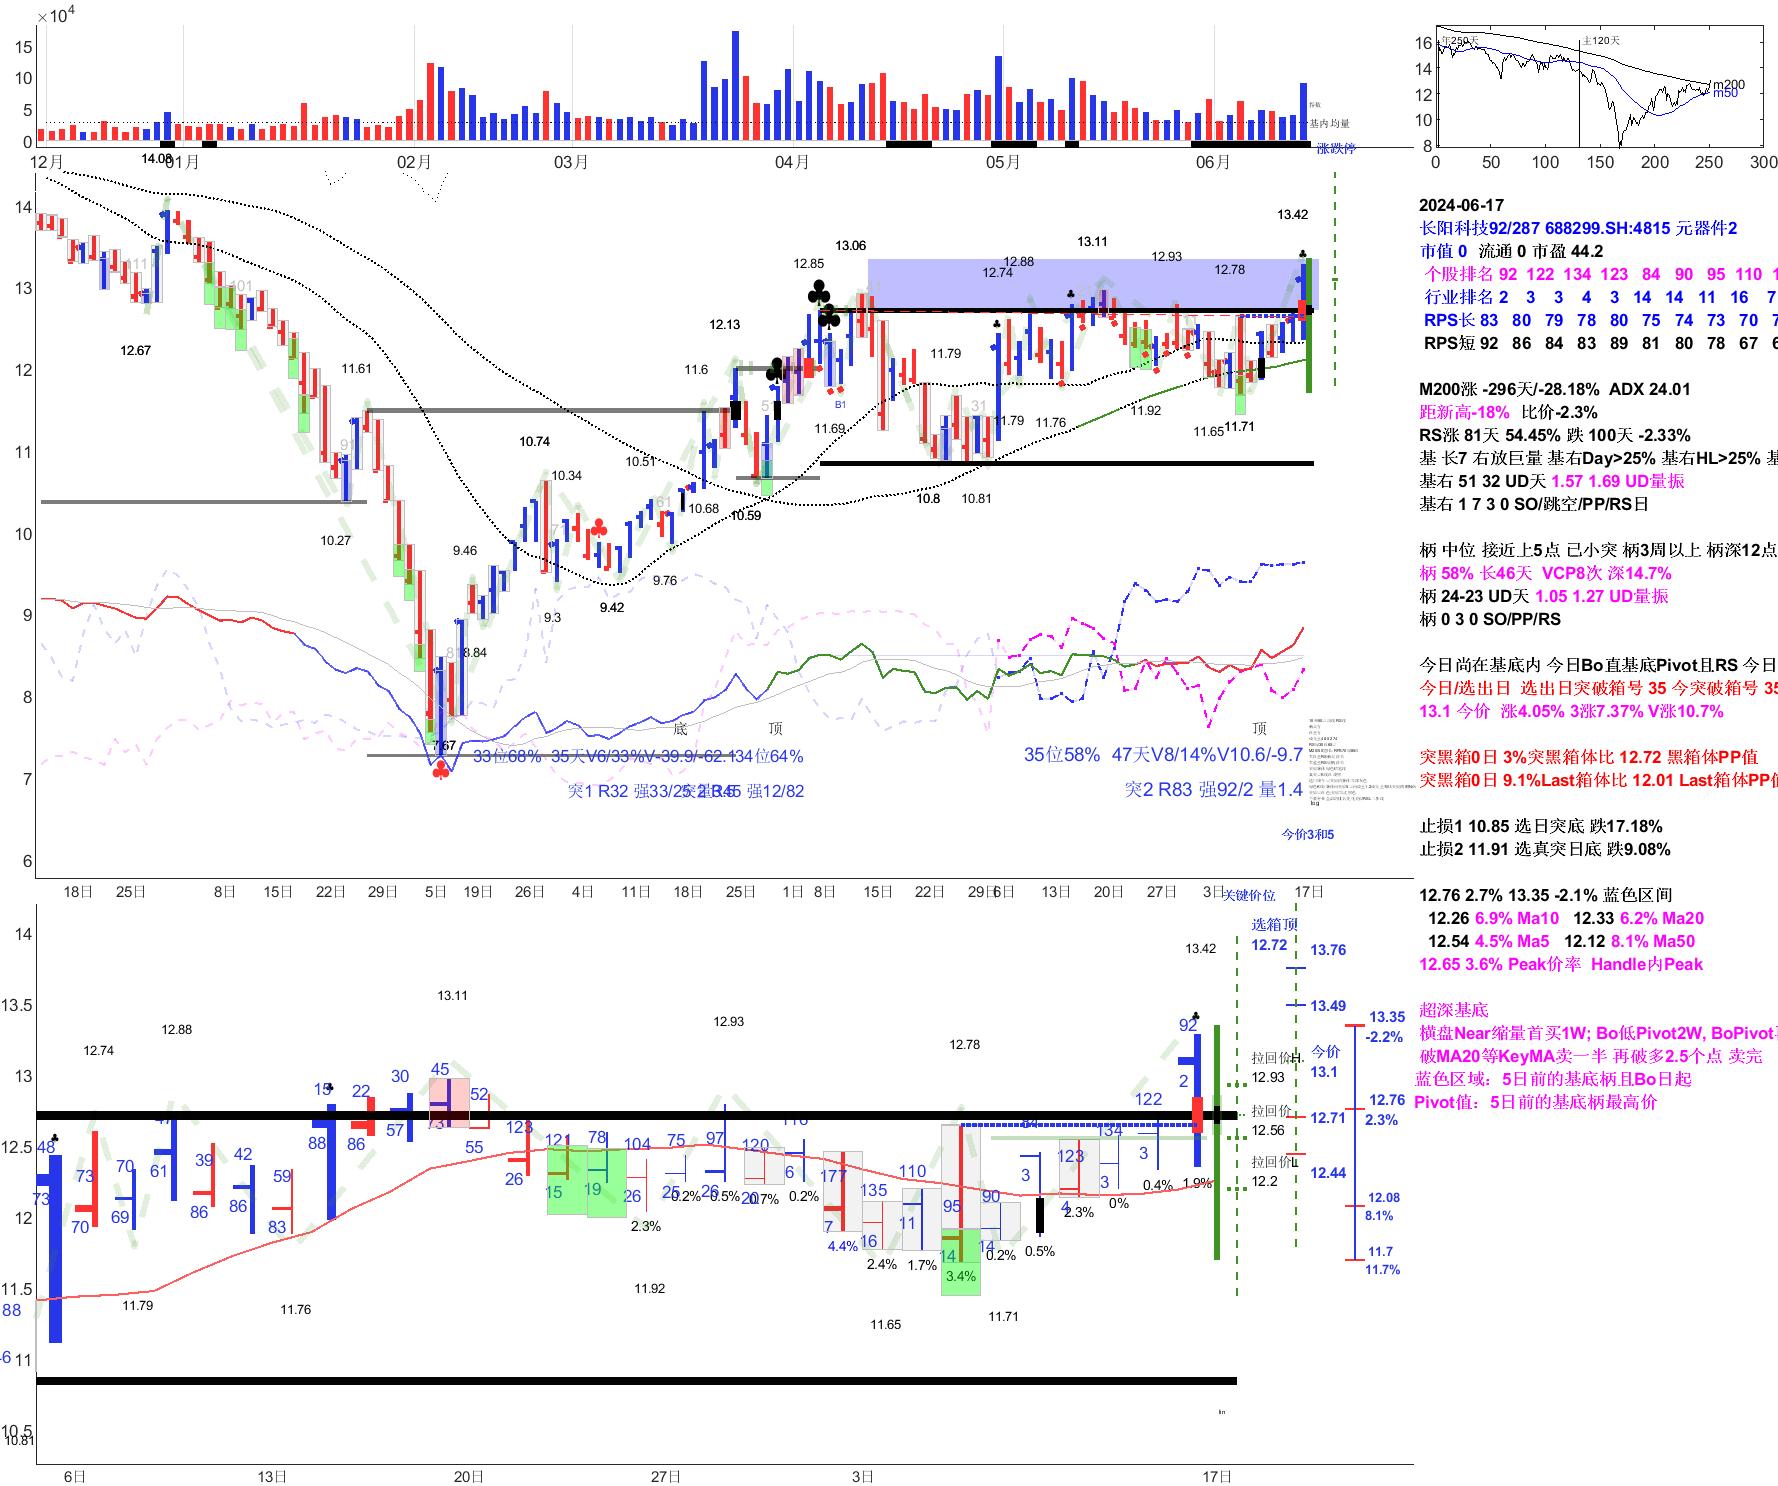 ×10⁴
15
10
5
0
基内均量
涨跌停
12月
14.08
01月
02月
03月
04月
05月
06月
16
14
12
10
8
年250天
主120天
m200
m50
0
50
100
150
200
250
300
14
13
12
11
10
9
8
7
6
12.67
11.61
10.27
9.46
8.84
7.67
10.74
10.34
9.3
9.42
10.51
9.76
10.68
11.6
12.13
10.59
12.85
13.06
11.69
B1
11.79
10.8
10.81
12.74
12.88
11.79
11.76
13.11
11.92
12.93
12.78
11.65
11.71
13.42
底
顶
顶
33位68%
35天V6/33%V-39.9/-62.1
34位64%
35位58% 47天V8/14%V10.6/-9.7
突1 R32 强33/25
强12/82
突2 R83 强92/2 量1.4
log
今价3和5
18日
25日
8日
15日
22日
29日
5日
19日
26日
4日
11日
18日
25日
1日
8日
15日
22日
29日
6日
13日
20日
27日
3日
关键价位
17日
2024-06-17
长阳科技92/287 688299.SH:4815 元器件2
市值 0 流通 0 市盈 44.2
个股排名 92 122 134 123 84 90 95 110 1
行业排名 2 3 3 4 3 14 14 11 16 7
RPS长 83 80 79 78 80 75 74 73 70 7
RPS短 92 86 84 83 89 81 80 78 67 6
M200涨 -296天/-28.18% ADX 24.01
距新高-18% 比价-2.3%
RS涨 81天 54.45% 跌 100天 -2.33%
基 长7 右放巨量 基右Day>25% 基右HL>25% 基
基右 51 32 UD天 1.57 1.69 UD量振
基右 1 7 3 0 SO/跳空/PP/RS日
柄 中位 接近上5点 己小突 柄3周以上 柄深12点
柄 58% 长46天 VCP8次 深14.7%
柄 24-23 UD天 1.05 1.27 UD量振
柄 0 3 0 SO/PP/RS
今日尚在基底内 今日Bo直基底Pivot且RS 今日
今日/选出日 选出日突破箱号 35 今突破箱号 35
13.1 今价 涨4.05% 3涨7.37% V涨10.7%
突黑箱0日 3%突黑箱体比 12.72 黑箱体PP值
突黑箱0日 9.1%Last箱体比 12.01 Last箱体PP值
止损1 10.85 选日突底 跌17.18%
止损2 11.91 选真突日底 跌9.08%
12.76 2.7% 13.35 -2.1% 蓝色区间
12.26 6.9% Ma10 12.33 6.2% Ma20
12.54 4.5% Ma5 12.12 8.1% Ma50
12.65 3.6% Peak价率 Handle内Peak
超深基底
横盘Near缩量首买1W; Bo低Pivot2W, BoPivot
破MA20等KeyMA卖一半 再破多2.5个点 卖完
蓝色区域：5日前的基底柄且Bo日起
Pivot值：5日前的基底柄最高价
14
13.5
13
12.5
12
11.5
11
10.5
10.81
88
48
73
12.74
73
70
70
69
11.79
12.88
61
39
86
42
86
59
83
11.76
15
88
22
86
30
57
13.11
45
73
52
55
123
26
121
15
78
19
104
26
2.3%
11.92
75
25
0.2%
12.93
97
26
0.5%
120
20
0.7%
6
0.2%
177
7
4.4%
135
16
2.4%
11.65
110
11
1.7%
12.78
95
14
3.4%
90
14
0.2%
11.71
3
0.5%
123
4
2.3%
134
3
0%
122
3
0.4%
13.42
92
2
1.9%
选箱顶
12.72
拉回价H
12.93
拉回价
12.56
拉回价L
12.2
13.76
13.49
今价
13.1
12.71
12.44
13.35
-2.2%
12.76
2.3%
12.08
8.1%
11.7
11.7%
6日
13日
20日
27日
3日
17日